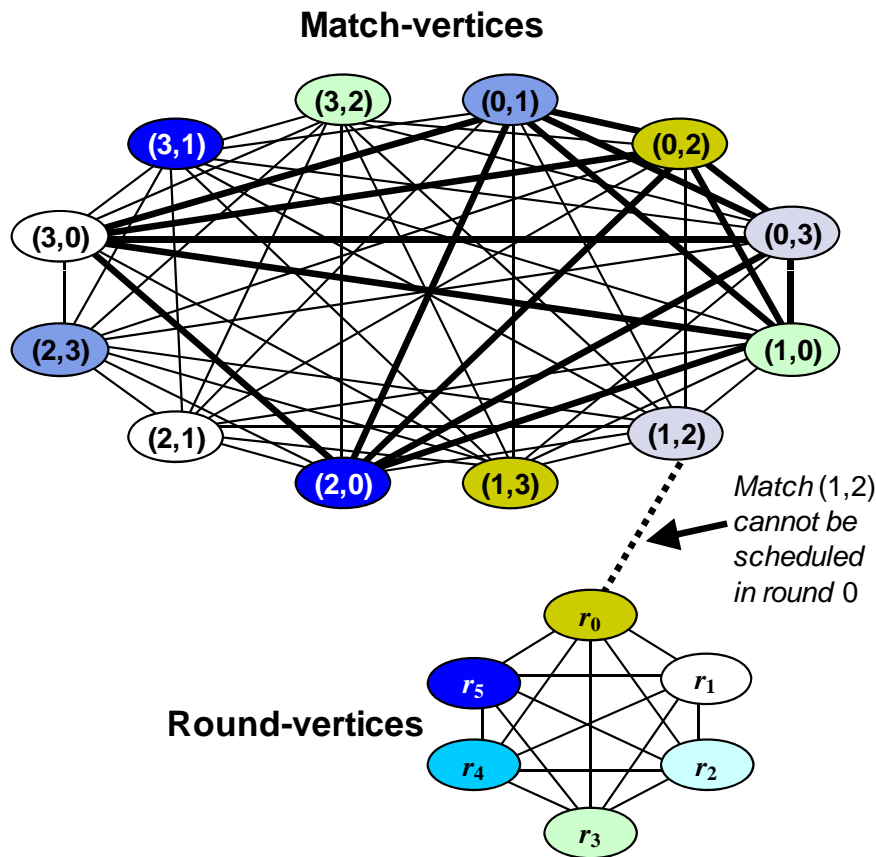 Match-vertices
(3,2)
(0,1)
(3,1)
(0,2)
(3,0)
(0,3)
(2,3)
(1,0)
(2,1)
(1,2)
(2,0)
(1,3)
Match (1,2)
cannot be
scheduled
in round 0
r0
r5
r1
Round-vertices
r4
r2
r3